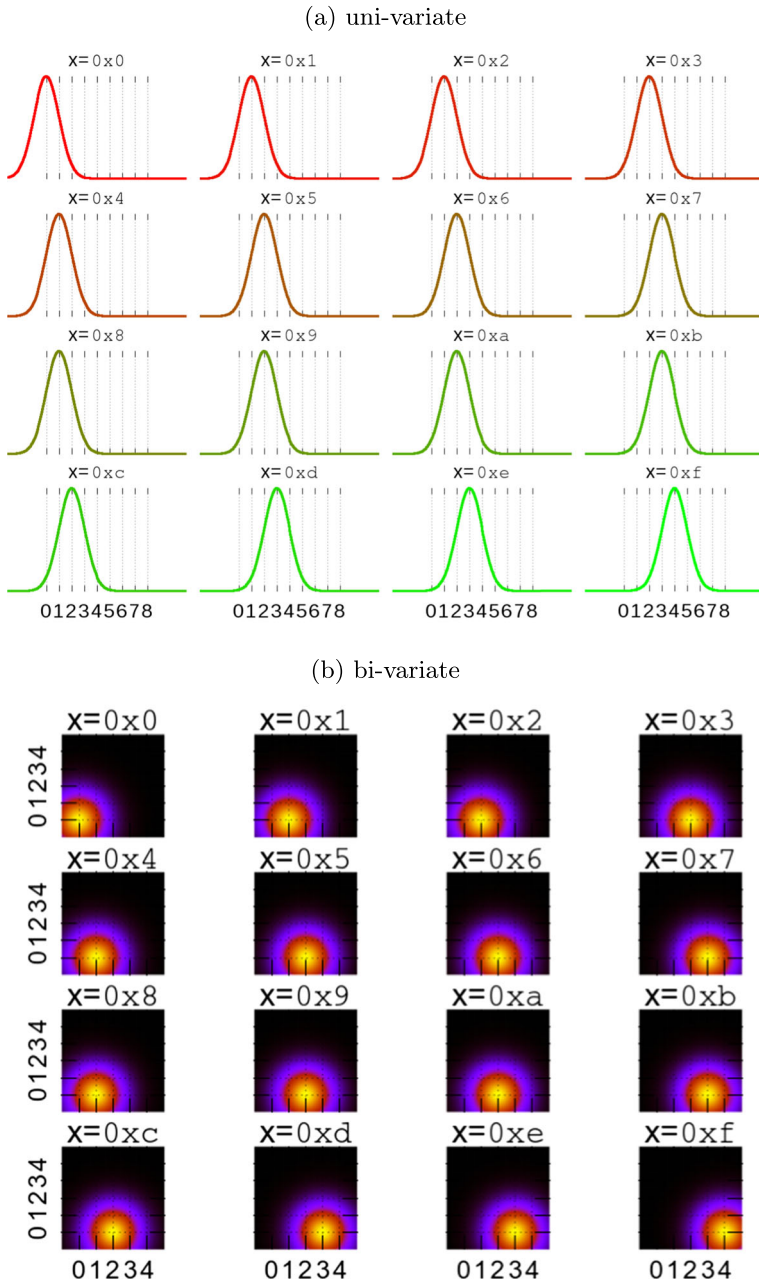 (a) uni-variate
x=0x0 x=0x1 x=0x2 x=0x3
x=0x4 x=0x5 x=0x6 x=0x7
x=0x8 x=0x9 x=0xa x=0xb
x=0xc x=0xd x=0xe x=0xf
012345678 012345678 012345678 012345678
(b) bi-variate
x=0x0 x=0x1 x=0x2 x=0x3
01234
x=0x4 x=0x5 x=0x6 x=0x7
01234
x=0x8 x=0x9 x=0xa x=0xb
01234
x=0xc x=0xd x=0xe x=0xf
01234
01234 01234 01234 01234